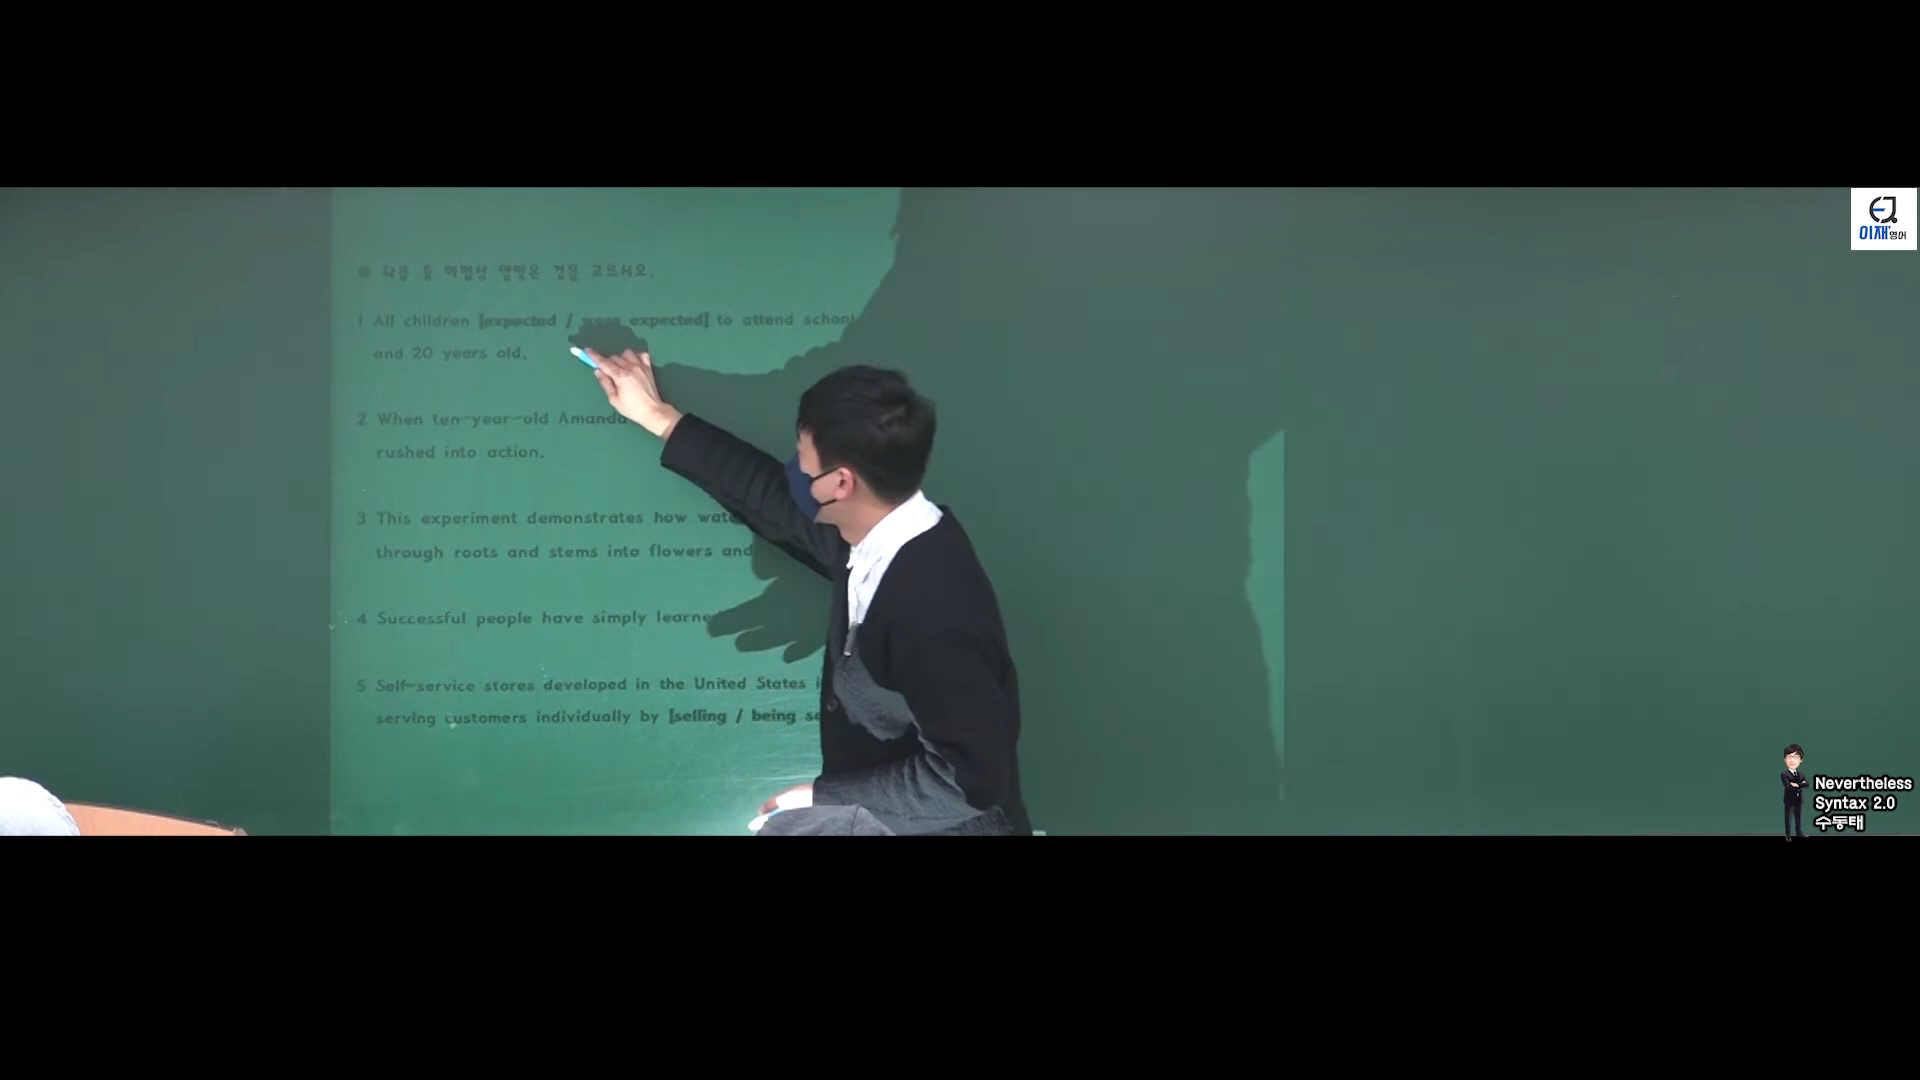 ※ 다음 중 어법상 알맞은 것을 고르시오.
1 All children [expected / were expected] to attend school
and 20 years old.
2 When ten-year-old Amanda
rushed into action.
3 This experiment demonstrates how
through roots and stems into flowers and
4 Successful people have simply
5 Self-service stores developed in the United States
serving customers individually by [selling / being
EJ
이재영어
Nevertheless
Syntax 2.0
수동태